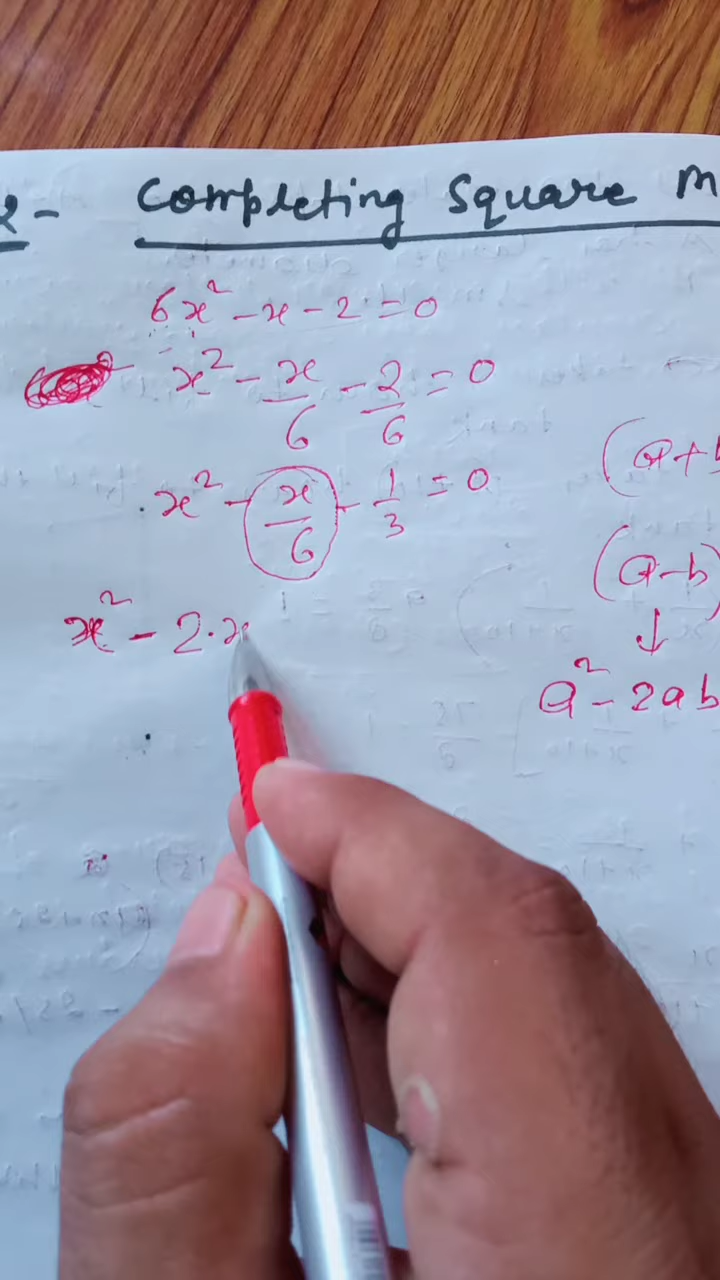 2 - Completing Square M
6x² - x - 2 = 0
x² - x/6 - 2/6 = 0
x² - x/6 - 1/3 = 0
(a+b
(a-b)
↓
x² - 2·x
a² - 2ab